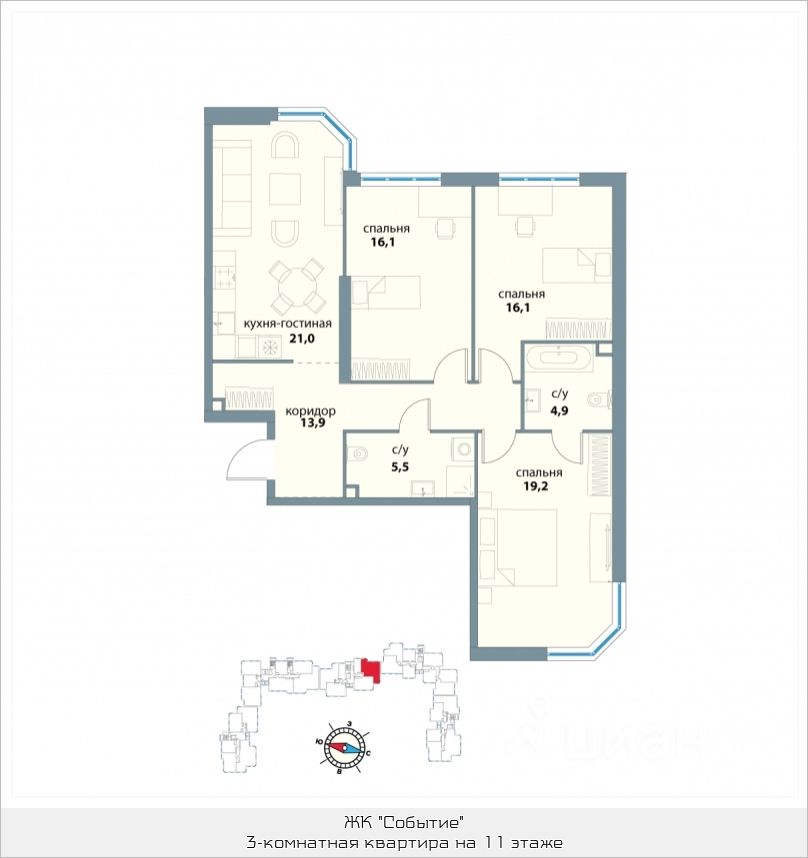 спальня
16,1
спальня
16,1
кухня-гостиная
21,0
с/у
4,9
коридор
13,9
с/у
5,5
спальня
19,2
З
Ю
С
В
циан
ЖК "Событие"
3-комнатная квартира на 11 этаже